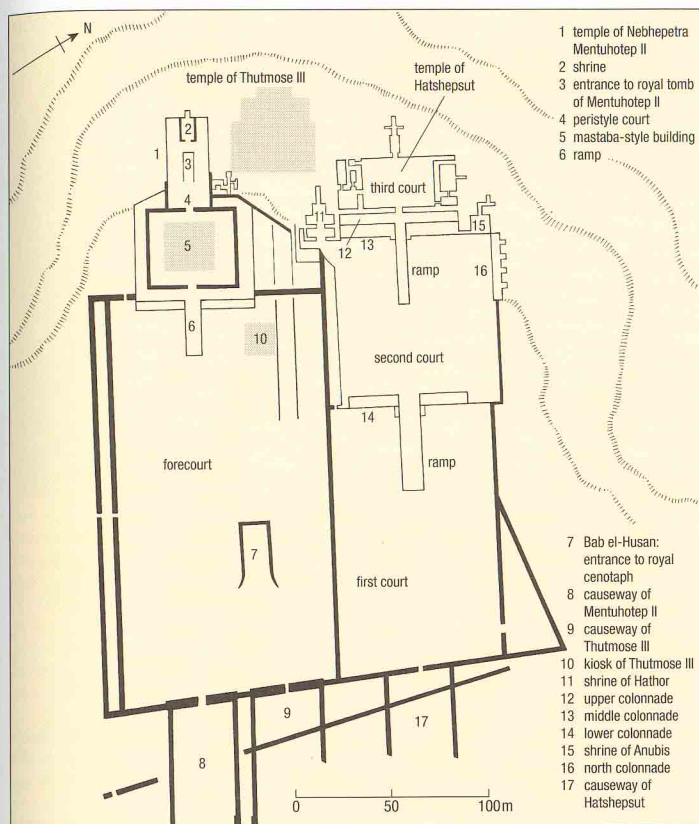 N
1 temple of Nebhepetra
Mentuhotep II
2 shrine
3 entrance to royal tomb
of Mentuhotep II
4 peristyle court
5 mastaba-style building
6 ramp
temple of Thutmose III
temple of
Hatshepsut
2
1
3
third court
4
11
15
12
13
5
ramp
16
6
10
second court
14
forecourt
ramp
7
first court
7 Bab el-Husan:
entrance to royal
cenotaph
8 causeway of
Mentuhotep II
9 causeway of
Thutmose III
10 kiosk of Thutmose III
11 shrine of Hathor
12 upper colonnade
13 middle colonnade
14 lower colonnade
15 shrine of Anubis
16 north colonnade
17 causeway of
Hatshepsut
9
17
8
0 50 100m